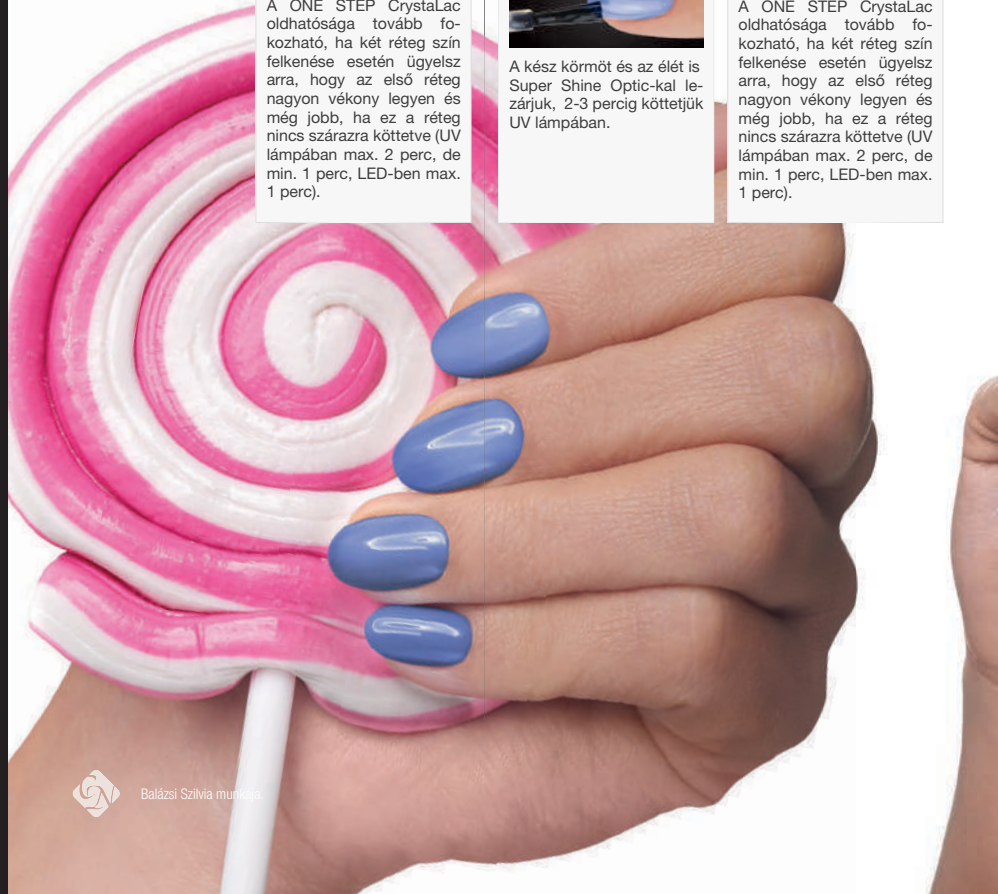 A ONE STEP CrystaLac
oldhatósága tovább fo-
kozható, ha két réteg szín
felkenése esetén ügyelsz
arra, hogy az első réteg
nagyon vékony legyen és
még jobb, ha ez a réteg
nincs szárazra köttetve (UV
lámpában max. 2 perc, de
min. 1 perc, LED-ben max.
1 perc).
A kész körmöt és az élét is
Super Shine Optic-kal le-
zárjuk, 2-3 percig köttetjük
UV lámpában.
A ONE STEP CrystaLac
oldhatósága tovább fo-
kozható, ha két réteg szín
felkenése esetén ügyelsz
arra, hogy az első réteg
nagyon vékony legyen és
még jobb, ha ez a réteg
nincs szárazra köttetve (UV
lámpában max. 2 perc, de
min. 1 perc, LED-ben max.
1 perc).
Balázsi Szilvia munkája.